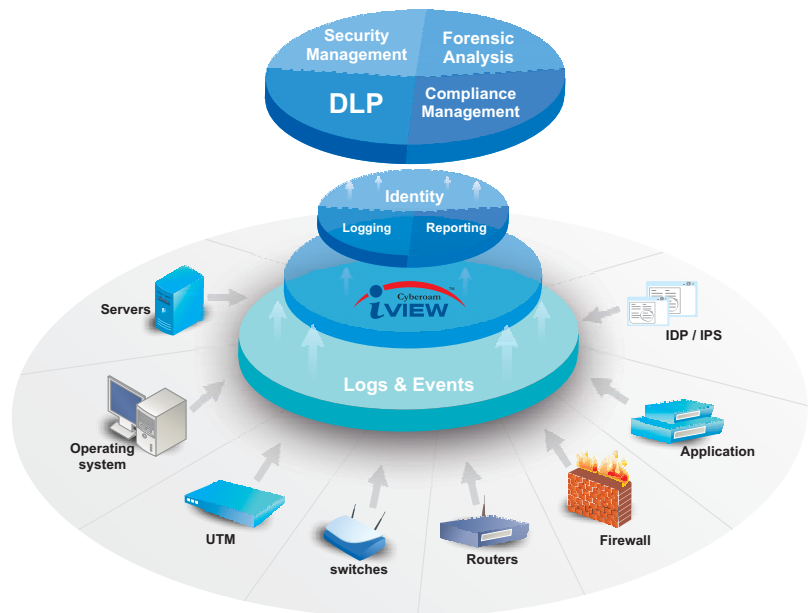 Security
Management
Forensic
Analysis
DLP
Compliance
Management
Identity
Logging
Reporting
Cyberoam
iVIEW™
Logs & Events
Servers
IDP / IPS
Operating
system
Application
UTM
switches
Routers
Firewall